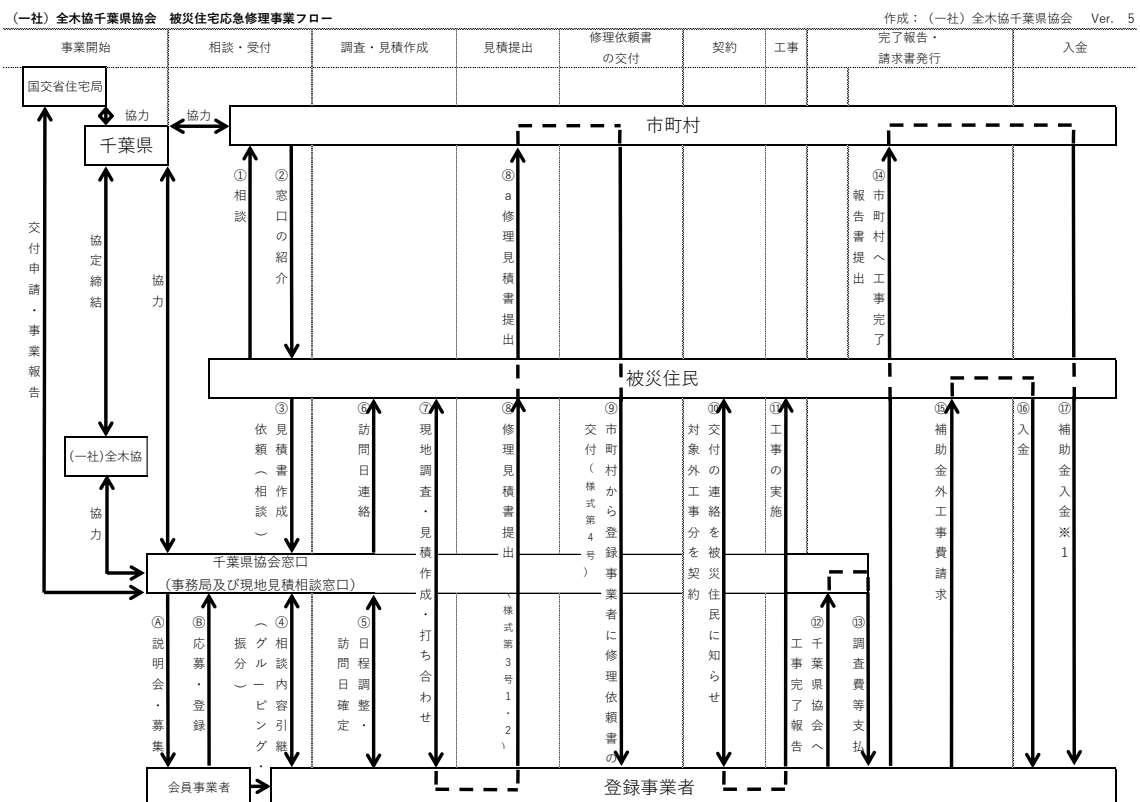 （一社）全木協千葉県協会　被災住宅応急修理事業フロー
作成：（一社）全木協千葉県協会　Ver.　5
事業開始
相談・受付
調査・見積作成
見積提出
修理依頼書
の交付
契約
工事
完了報告・
請求書発行
入金
国交省住宅局
協力
協力
千葉県
市町村
交付申請・事業報告
協定締結
協力
①相談
②窓口の紹介
⑧a修理見積書提出
⑭市町村へ工事完了
報告書提出
被災住民
(一社)全木協
協力
③見積書作成
依頼（相談）
⑥訪問日連絡
⑦現地調査・見積作成・打ち合わせ
⑧修理見積書提出（様式第3号1・2）
⑨市町村から登録事業者に修理依頼書の
交付（様式第4号）
⑩交付の連絡を被災住民に知らせ
対象外工事分を契約
⑪工事の実施
⑮補助金外工事費請求
⑯入金
⑰補助金入金※1
千葉県協会窓口
（事務局及び現地見積相談窓口）
Ⓐ説明会・募集
Ⓑ応募・登録
④相談内容引継
（グルーピング・
振分）
⑤日程調整・
訪問日確定
⑫千葉県協会へ
工事完了報告
⑬調査費等支払
会員事業者
登録事業者